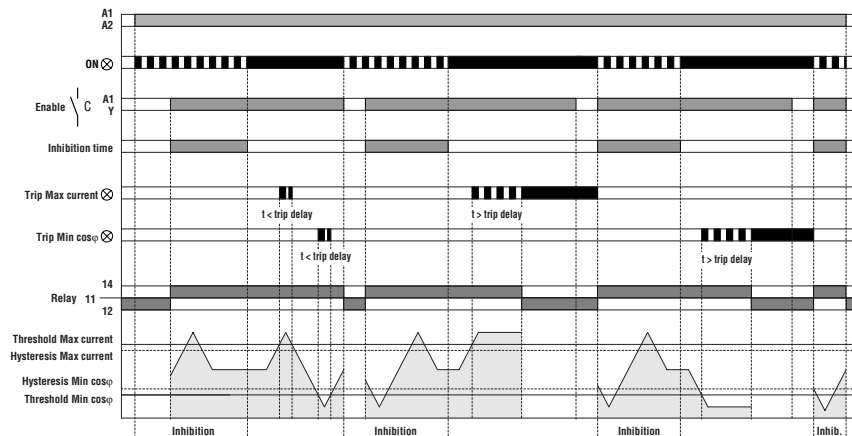 A1
A2
ON
Enable C A1
Y
Inhibition time
Trip Max current
t < trip delay t > trip delay
Trip Min cosφ
t < trip delay t > trip delay
14
Relay 11
12
Threshold Max current
Hysteresis Max current
Hysteresis Min cosφ
Threshold Min cosφ
Inhibition Inhibition Inhibition Inhib.